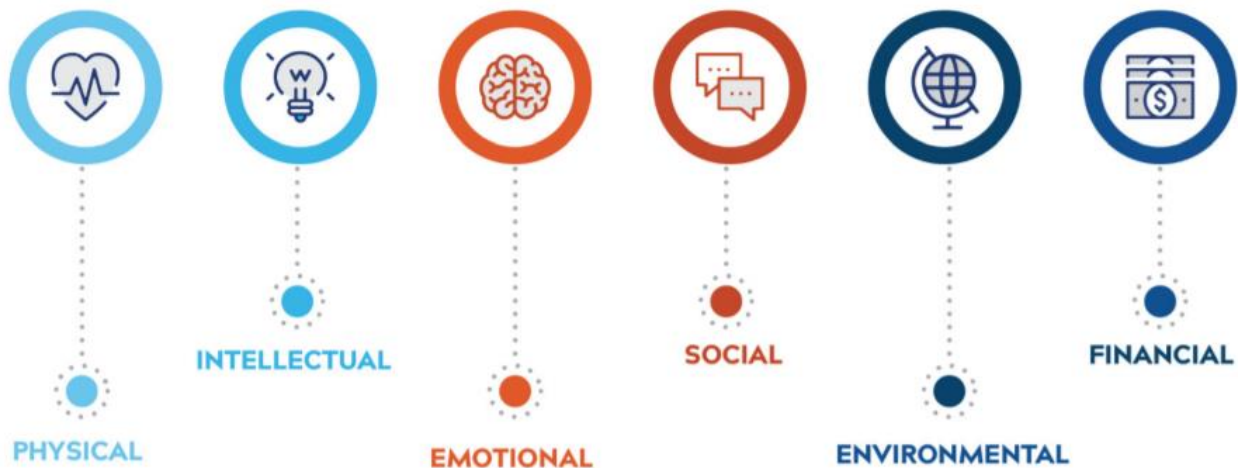 PHYSICAL
INTELLECTUAL
EMOTIONAL
SOCIAL
ENVIRONMENTAL
FINANCIAL